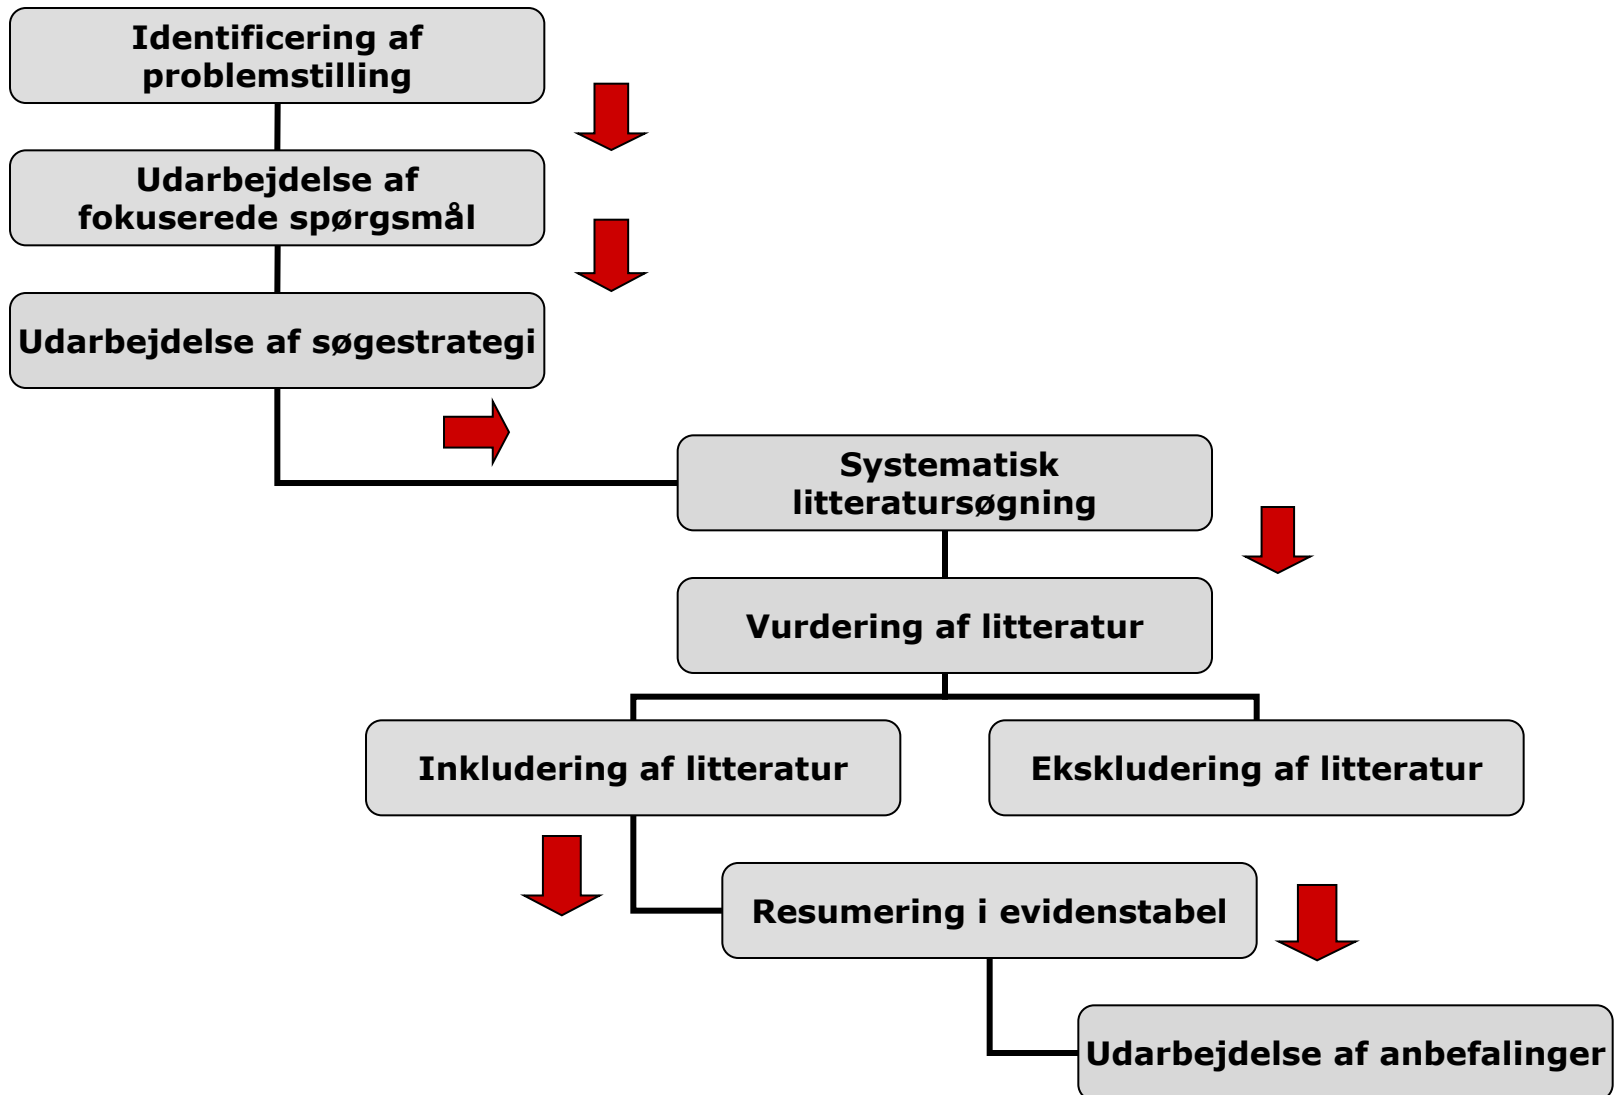 Identificering af
problemstilling
Udarbejdelse af
fokuserede spørgsmål
Udarbejdelse af søgestrategi
Systematisk
litteratursøgning
Vurdering af litteratur
Inkludering af litteratur
Ekskludering af litteratur
Resumering i evidenstabel
Udarbejdelse af anbefalinger